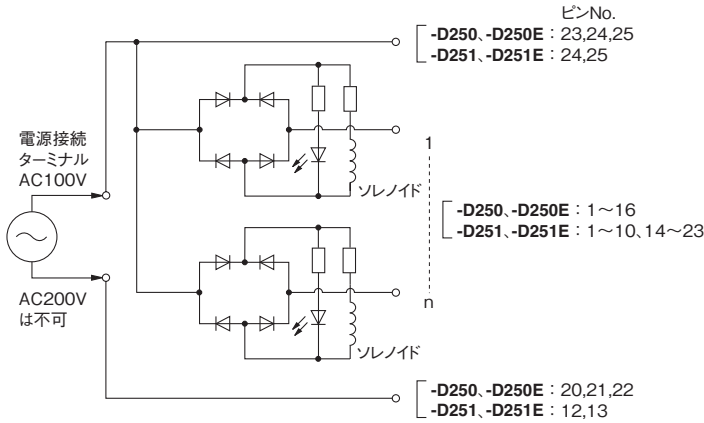 ピンNo.
-D250、-D250E：23,24,25
-D251、-D251E：24,25
電源接続
ターミナル
AC100V
1
ソレノイド
-D250、-D250E：1～16
-D251、-D251E：1～10、14～23
AC200V
は不可
n
ソレノイド
-D250、-D250E：20,21,22
-D251、-D251E：12,13